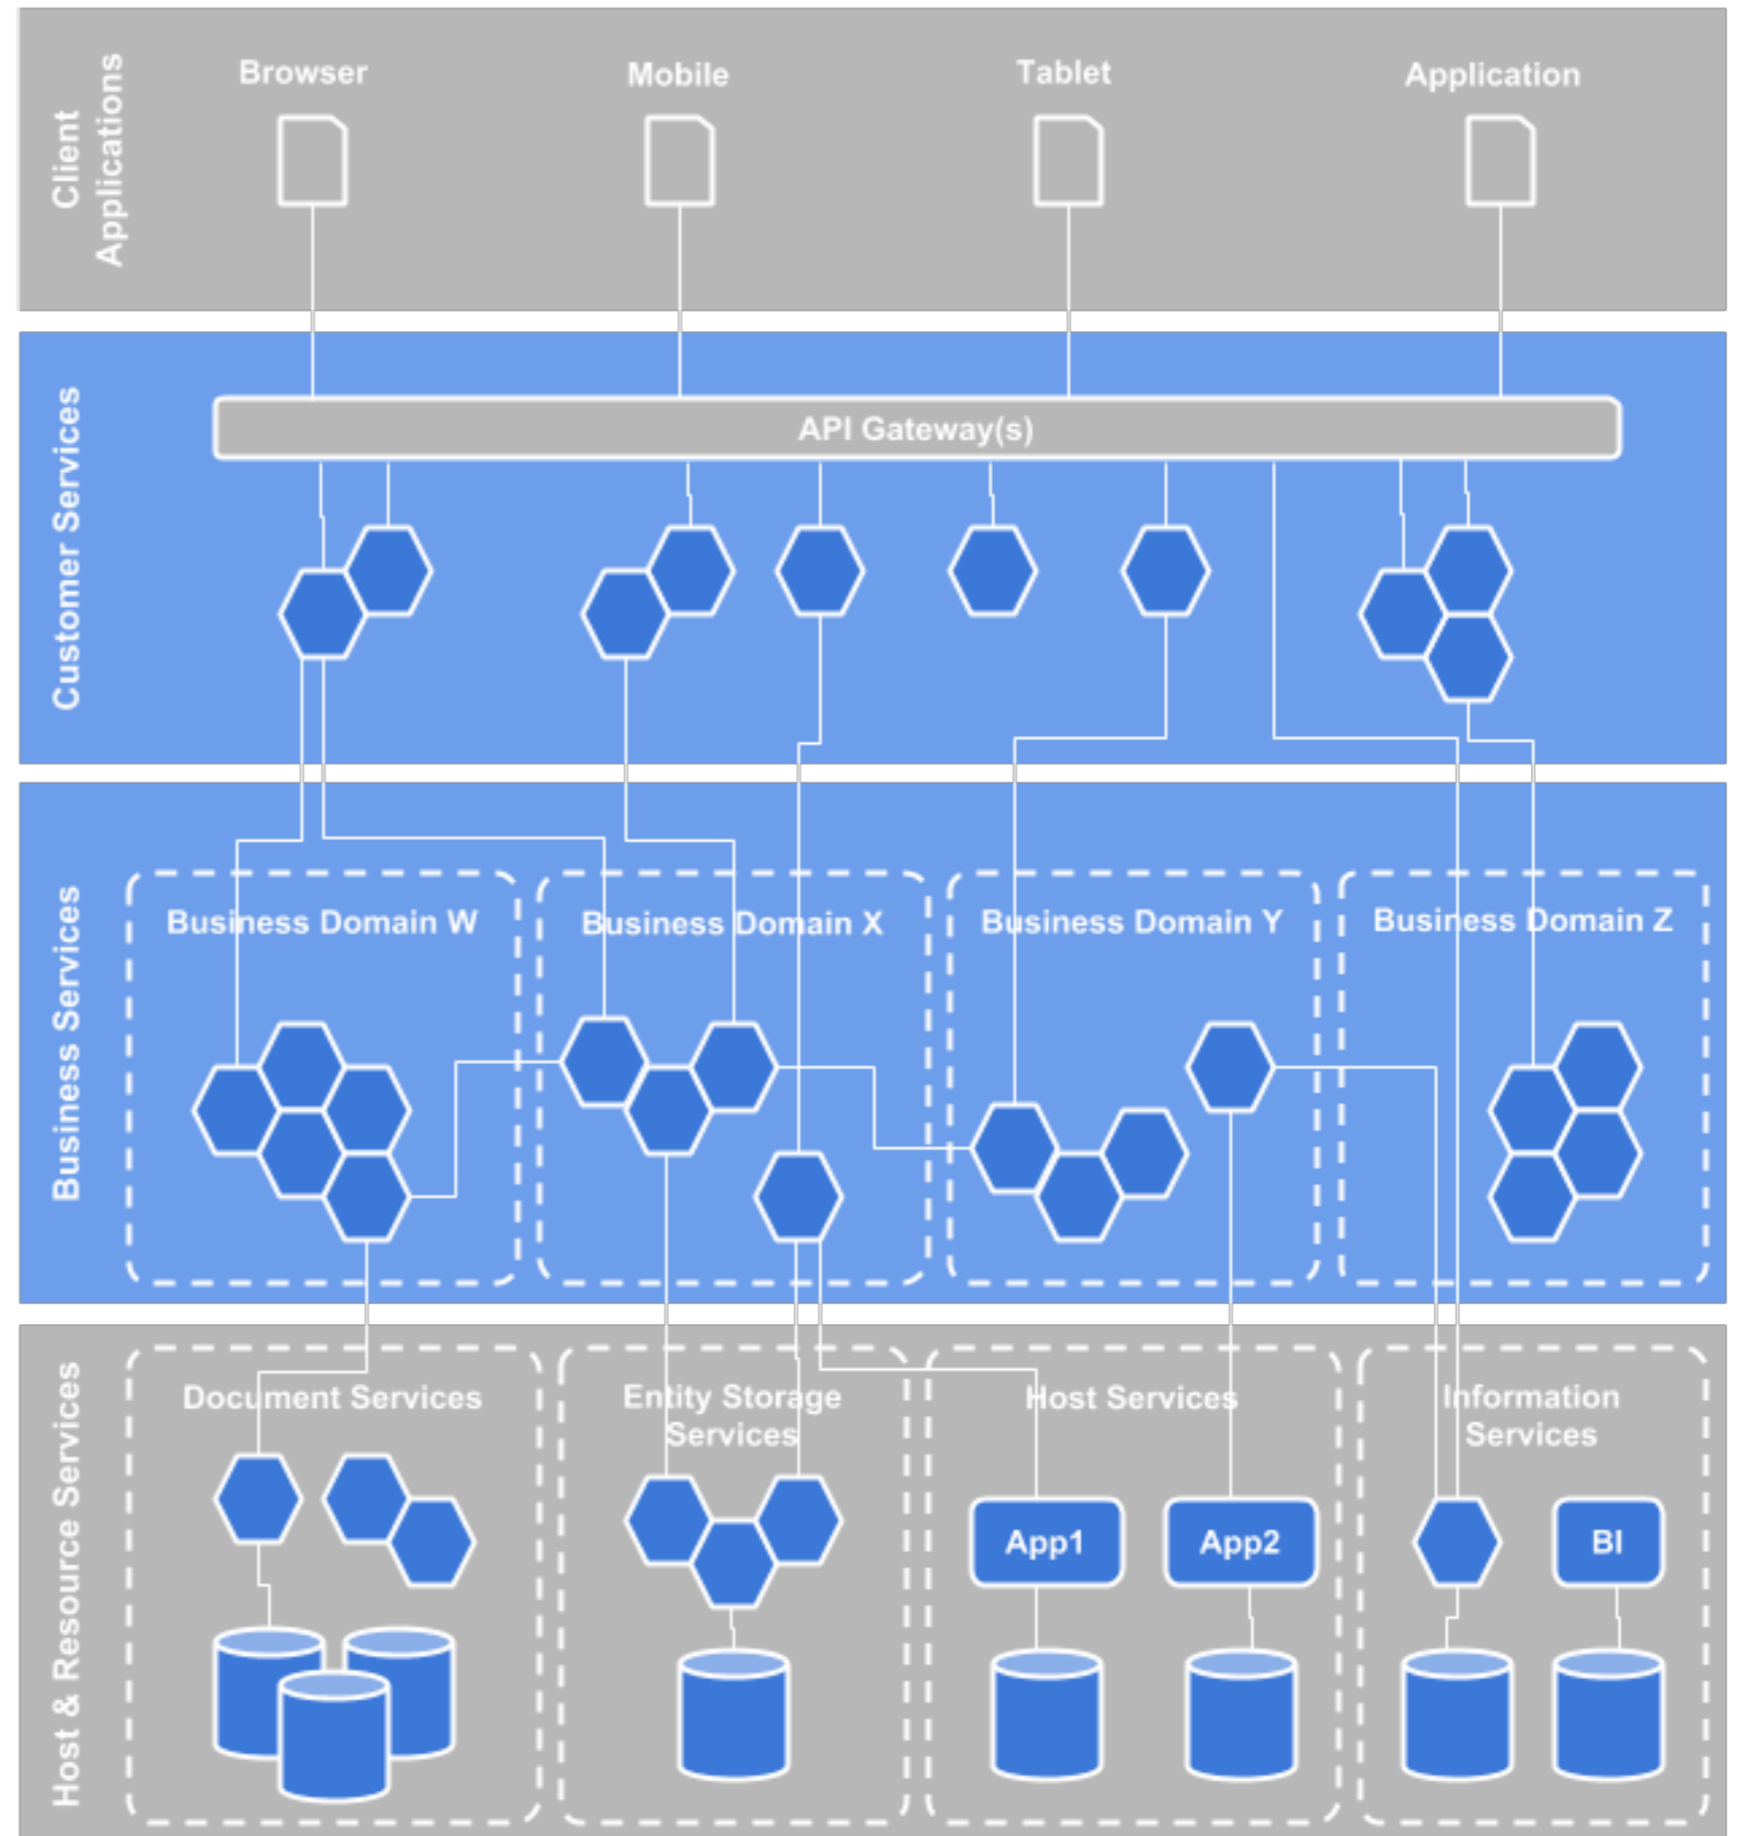 Client
Applications
Browser
Mobile
Tablet
Application
Customer Services
API Gateway(s)
Business Services
Business Domain W
Business Domain X
Business Domain Y
Business Domain Z
Host & Resource Services
Document Services
Entity Storage
Services
Host Services
Information
Services
App1
App2
BI